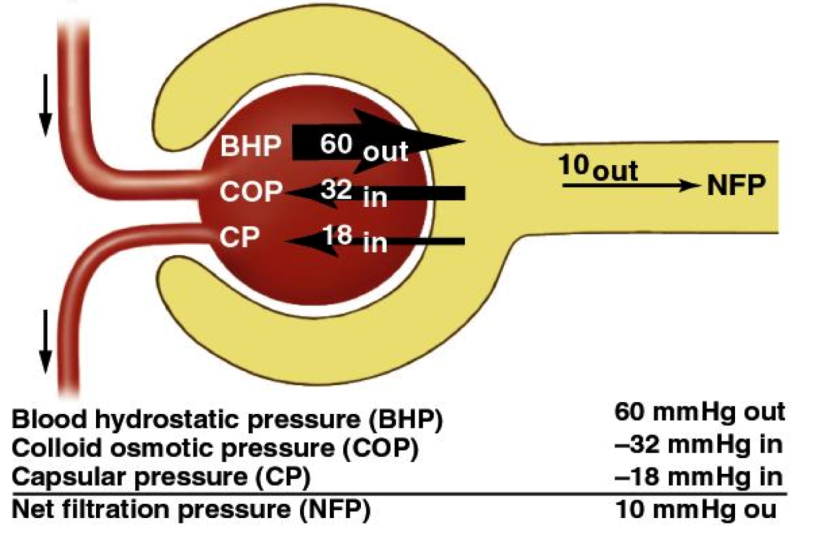 BHP 60 out
COP 32 in
CP 18 in
10 out
NFP
Blood hydrostatic pressure (BHP) 60 mmHg out
Colloid osmotic pressure (COP) –32 mmHg in
Capsular pressure (CP) –18 mmHg in
Net filtration pressure (NFP) 10 mmHg ou